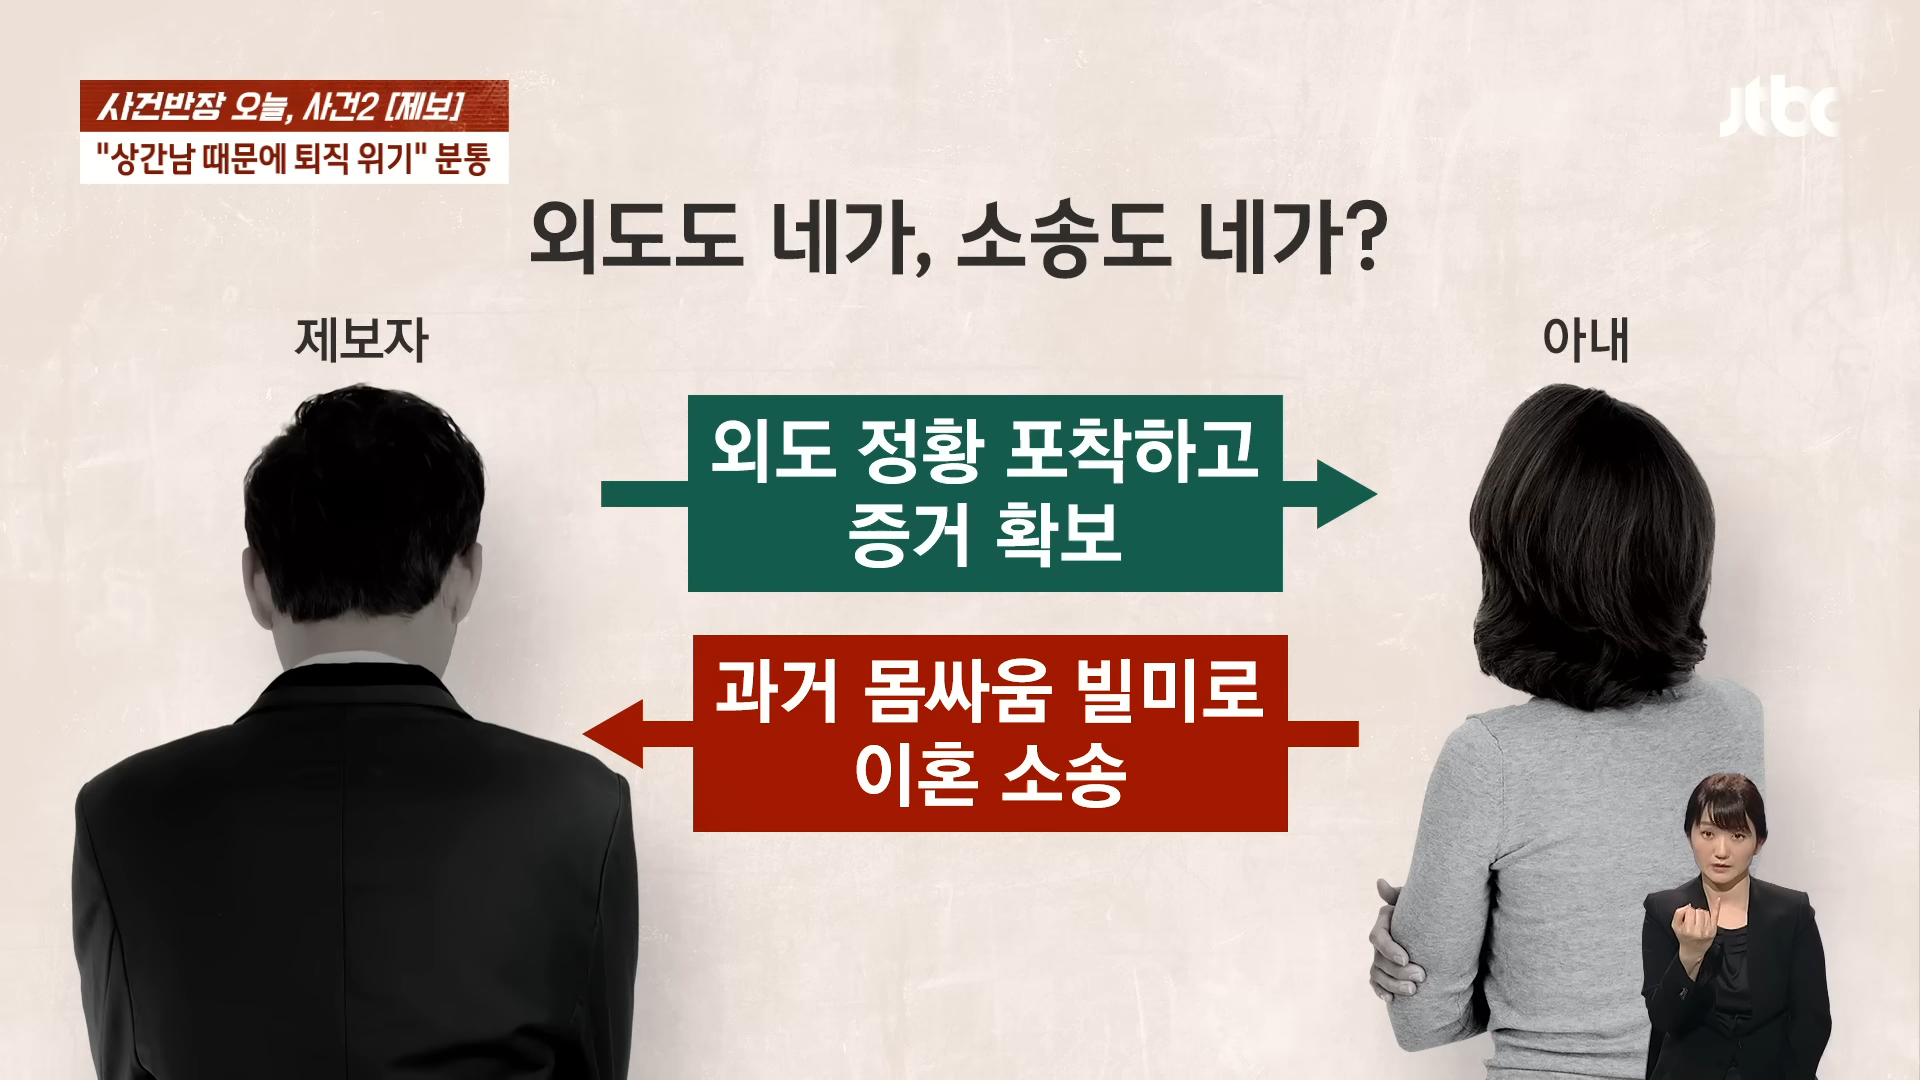 사건반장 오늘, 사건2 [제보]
"상간남 때문에 퇴직 위기" 분통
jtbc
외도도 네가, 소송도 네가?
제보자
아내
외도 정황 포착하고
증거 확보
과거 몸싸움 빌미로
이혼 소송